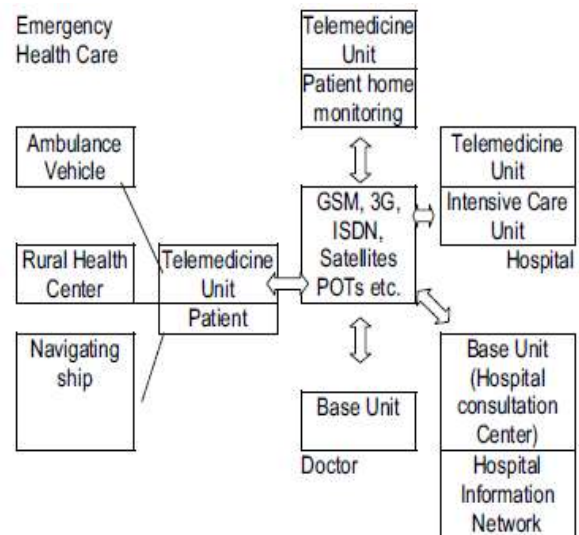 Emergency
Health Care
Telemedicine
Unit
Patient home
monitoring
Ambulance
Vehicle
Telemedicine
Unit
Intensive Care
Unit
Hospital
GSM, 3G,
ISDN,
Satellites
POTs etc.
Rural Health
Center
Telemedicine
Unit
Patient
Navigating
ship
Base Unit
Doctor
Base Unit
(Hospital
consultation
Center)
Hospital
Information
Network